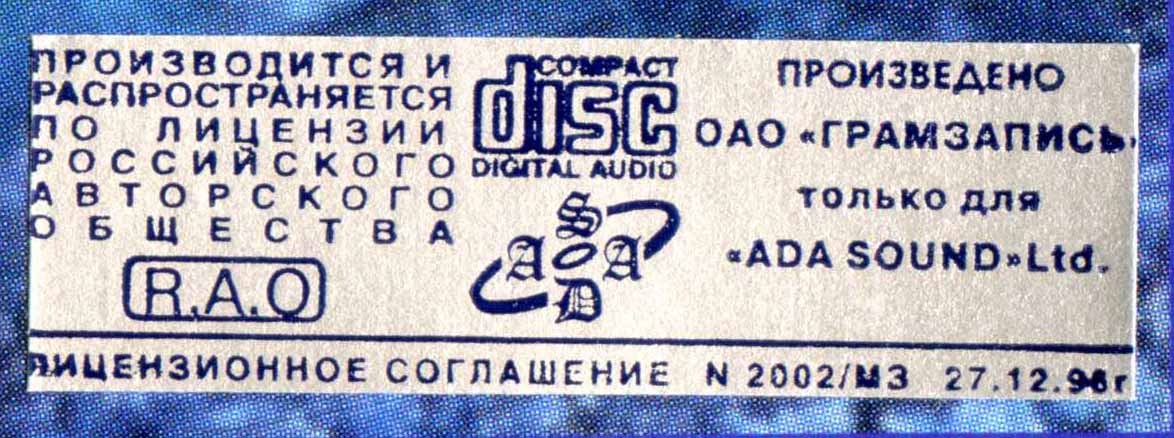 ПРОИЗВОДИТСЯ И
РАСПРОСТРАНЯЕТСЯ
ПО ЛИЦЕНЗИИ
РОССИЙСКОГО
АВТОРСКОГО
ОБЩЕСТВА
R.A.O
COMPACT
disc
DIGITAL AUDIO
S
A O A
D
ПРОИЗВЕДЕНО
ОАО «ГРАМЗАПИСЬ»
только для
«ADA SOUND»Ltd.
ЛИЦЕНЗИОННОЕ СОГЛАШЕНИЕ N 2002/МЗ 27.12.96г